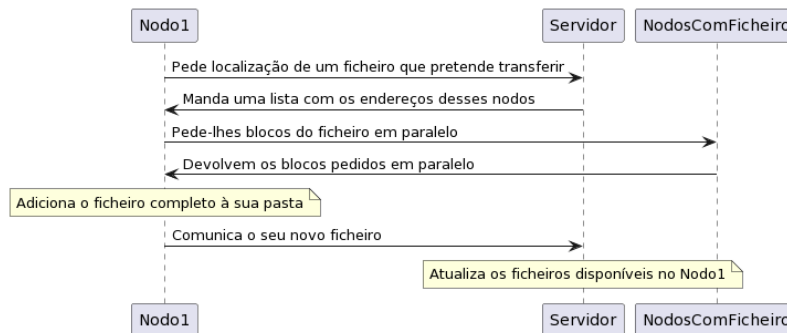 Nodo1
Servidor
NodosComFicheiro
Pede localização de um ficheiro que pretende transferir
Manda uma lista com os endereços desses nodos
Pede-lhes blocos do ficheiro em paralelo
Devolvem os blocos pedidos em paralelo
Adiciona o ficheiro completo à sua pasta
Comunica o seu novo ficheiro
Atualiza os ficheiros disponíveis no Nodo1
Nodo1
Servidor
NodosComFicheiro